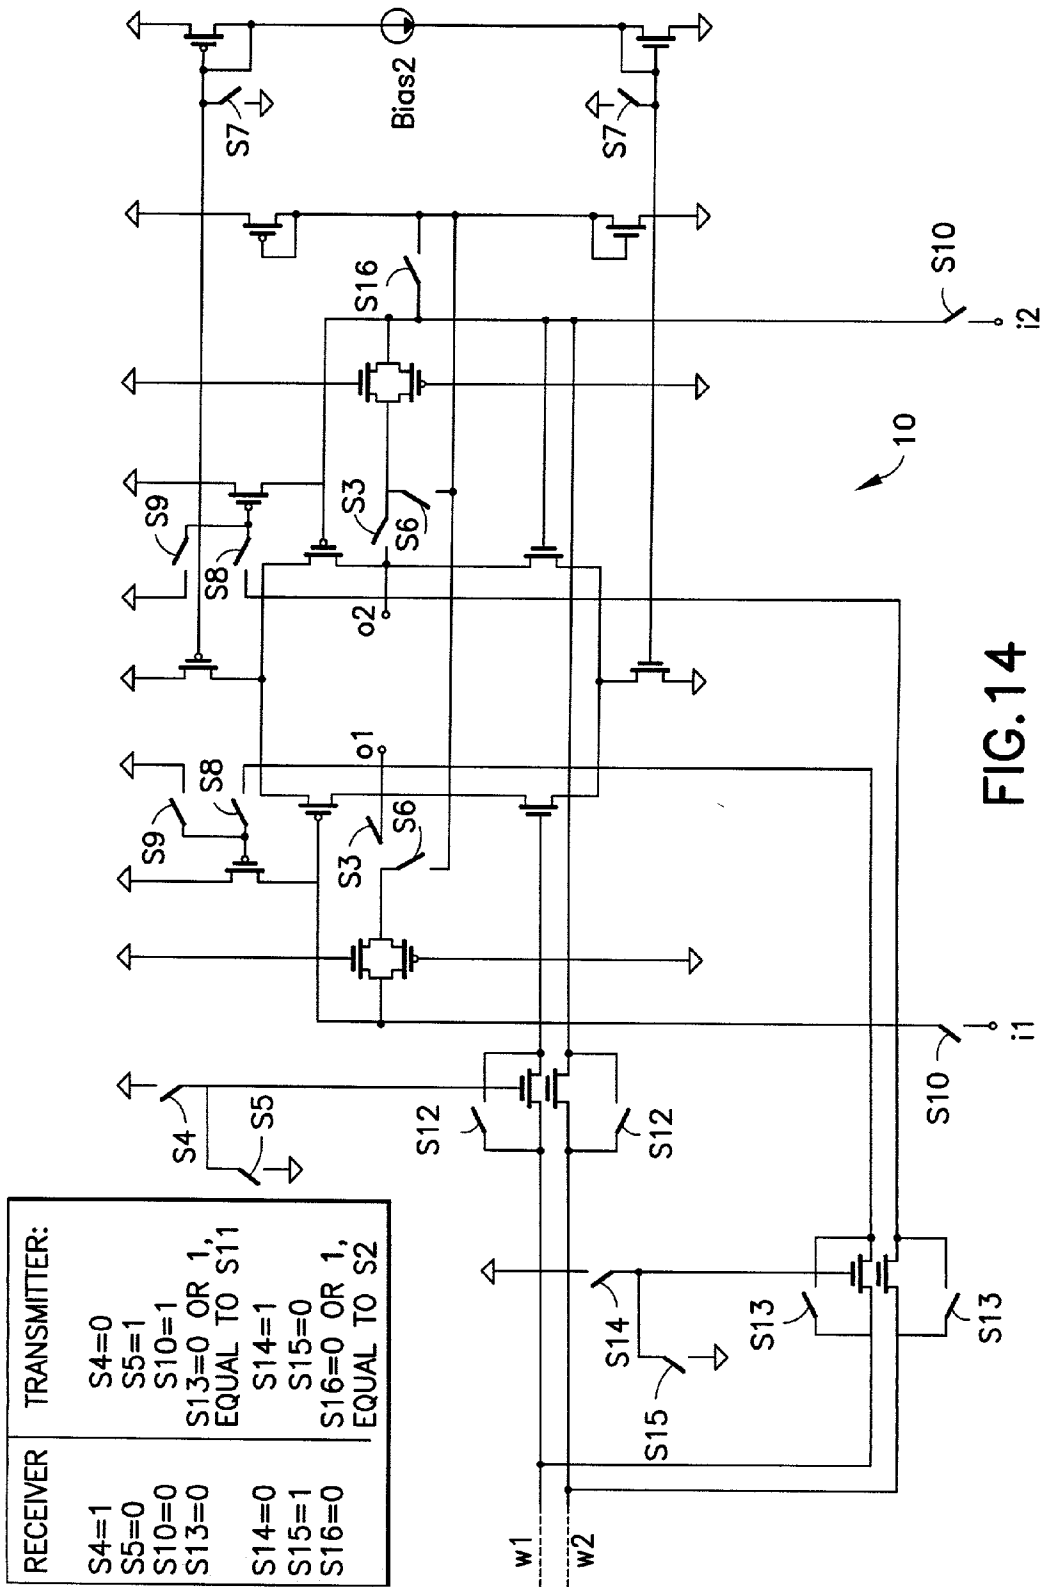 RECEIVER
S4=1
S5=0
S10=0
S13=0
S14=0
S15=1
S16=0
TRANSMITTER:
S4=0
S5=1
S10=1
S13=0 OR 1,
EQUAL TO S11
S14=1
S15=0
S16=0 OR 1,
EQUAL TO S2
S9
S8
S9
S8
S7
Bias2
S7
S4
S5
S3
S6
o1
o2
S3
S6
S16
S12
S12
w1
w2
S14
S15
S13
S13
S10
i1
S10
i2
10
FIG.14